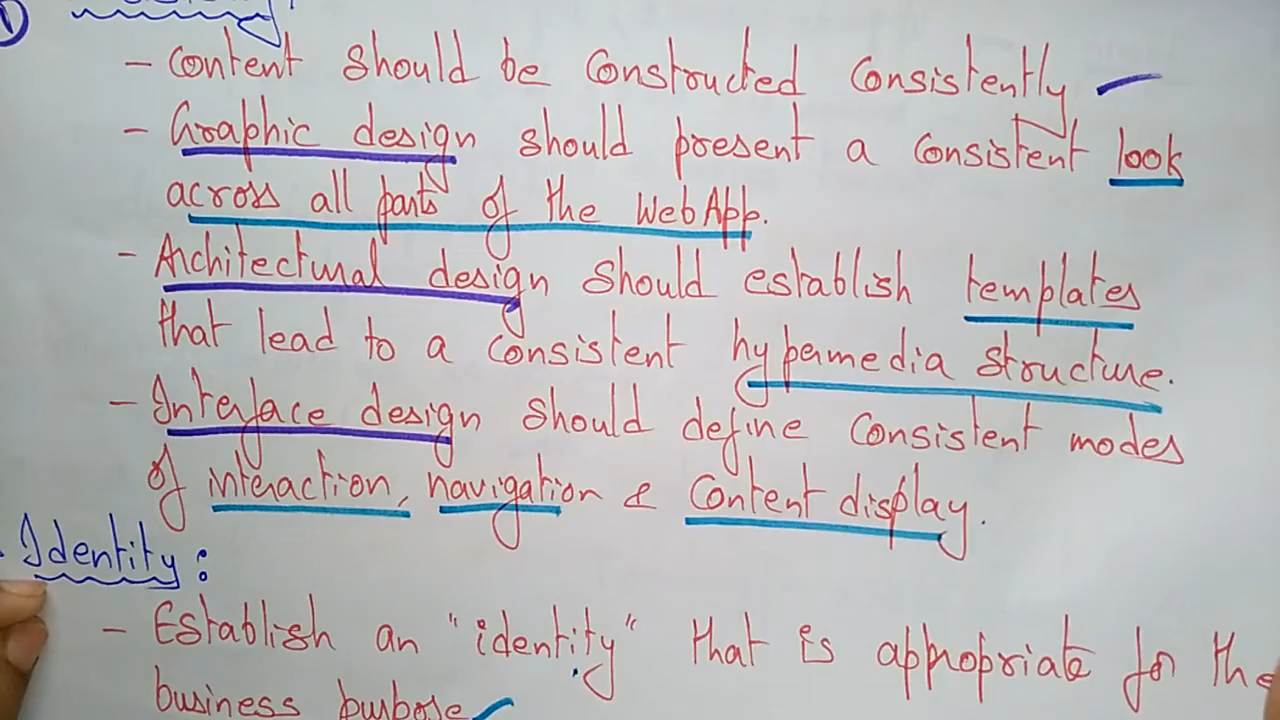 ①
- Content should be Constructed Consistently
- Graphic design should present a Consistent look
across all parts of the WebApp.
- Architectural design should establish templates
that lead to a consistent hypermedia structure.
- Interface design should define Consistent modes
of interaction, navigation & Content display.
Identity :
- Establish an "identity" that is appropriate for the
business purpose